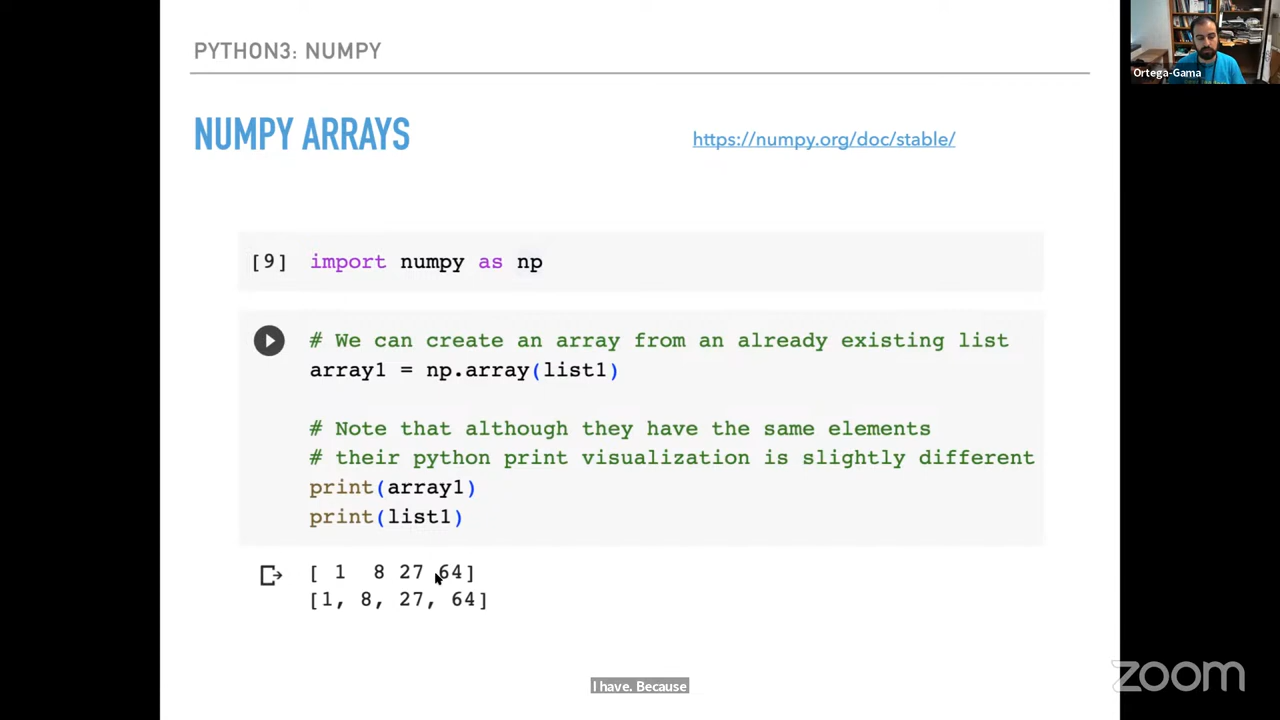 PYTHON3: NUMPY
Ortega-Gama
NUMPY ARRAYS
https://numpy.org/doc/stable/
[9] import numpy as np
# We can create an array from an already existing list
array1 = np.array(list1)
# Note that although they have the same elements
# their python print visualization is slightly different
print(array1)
print(list1)
[ 1  8 27 64]
[1, 8, 27, 64]
I have. Because
zoom